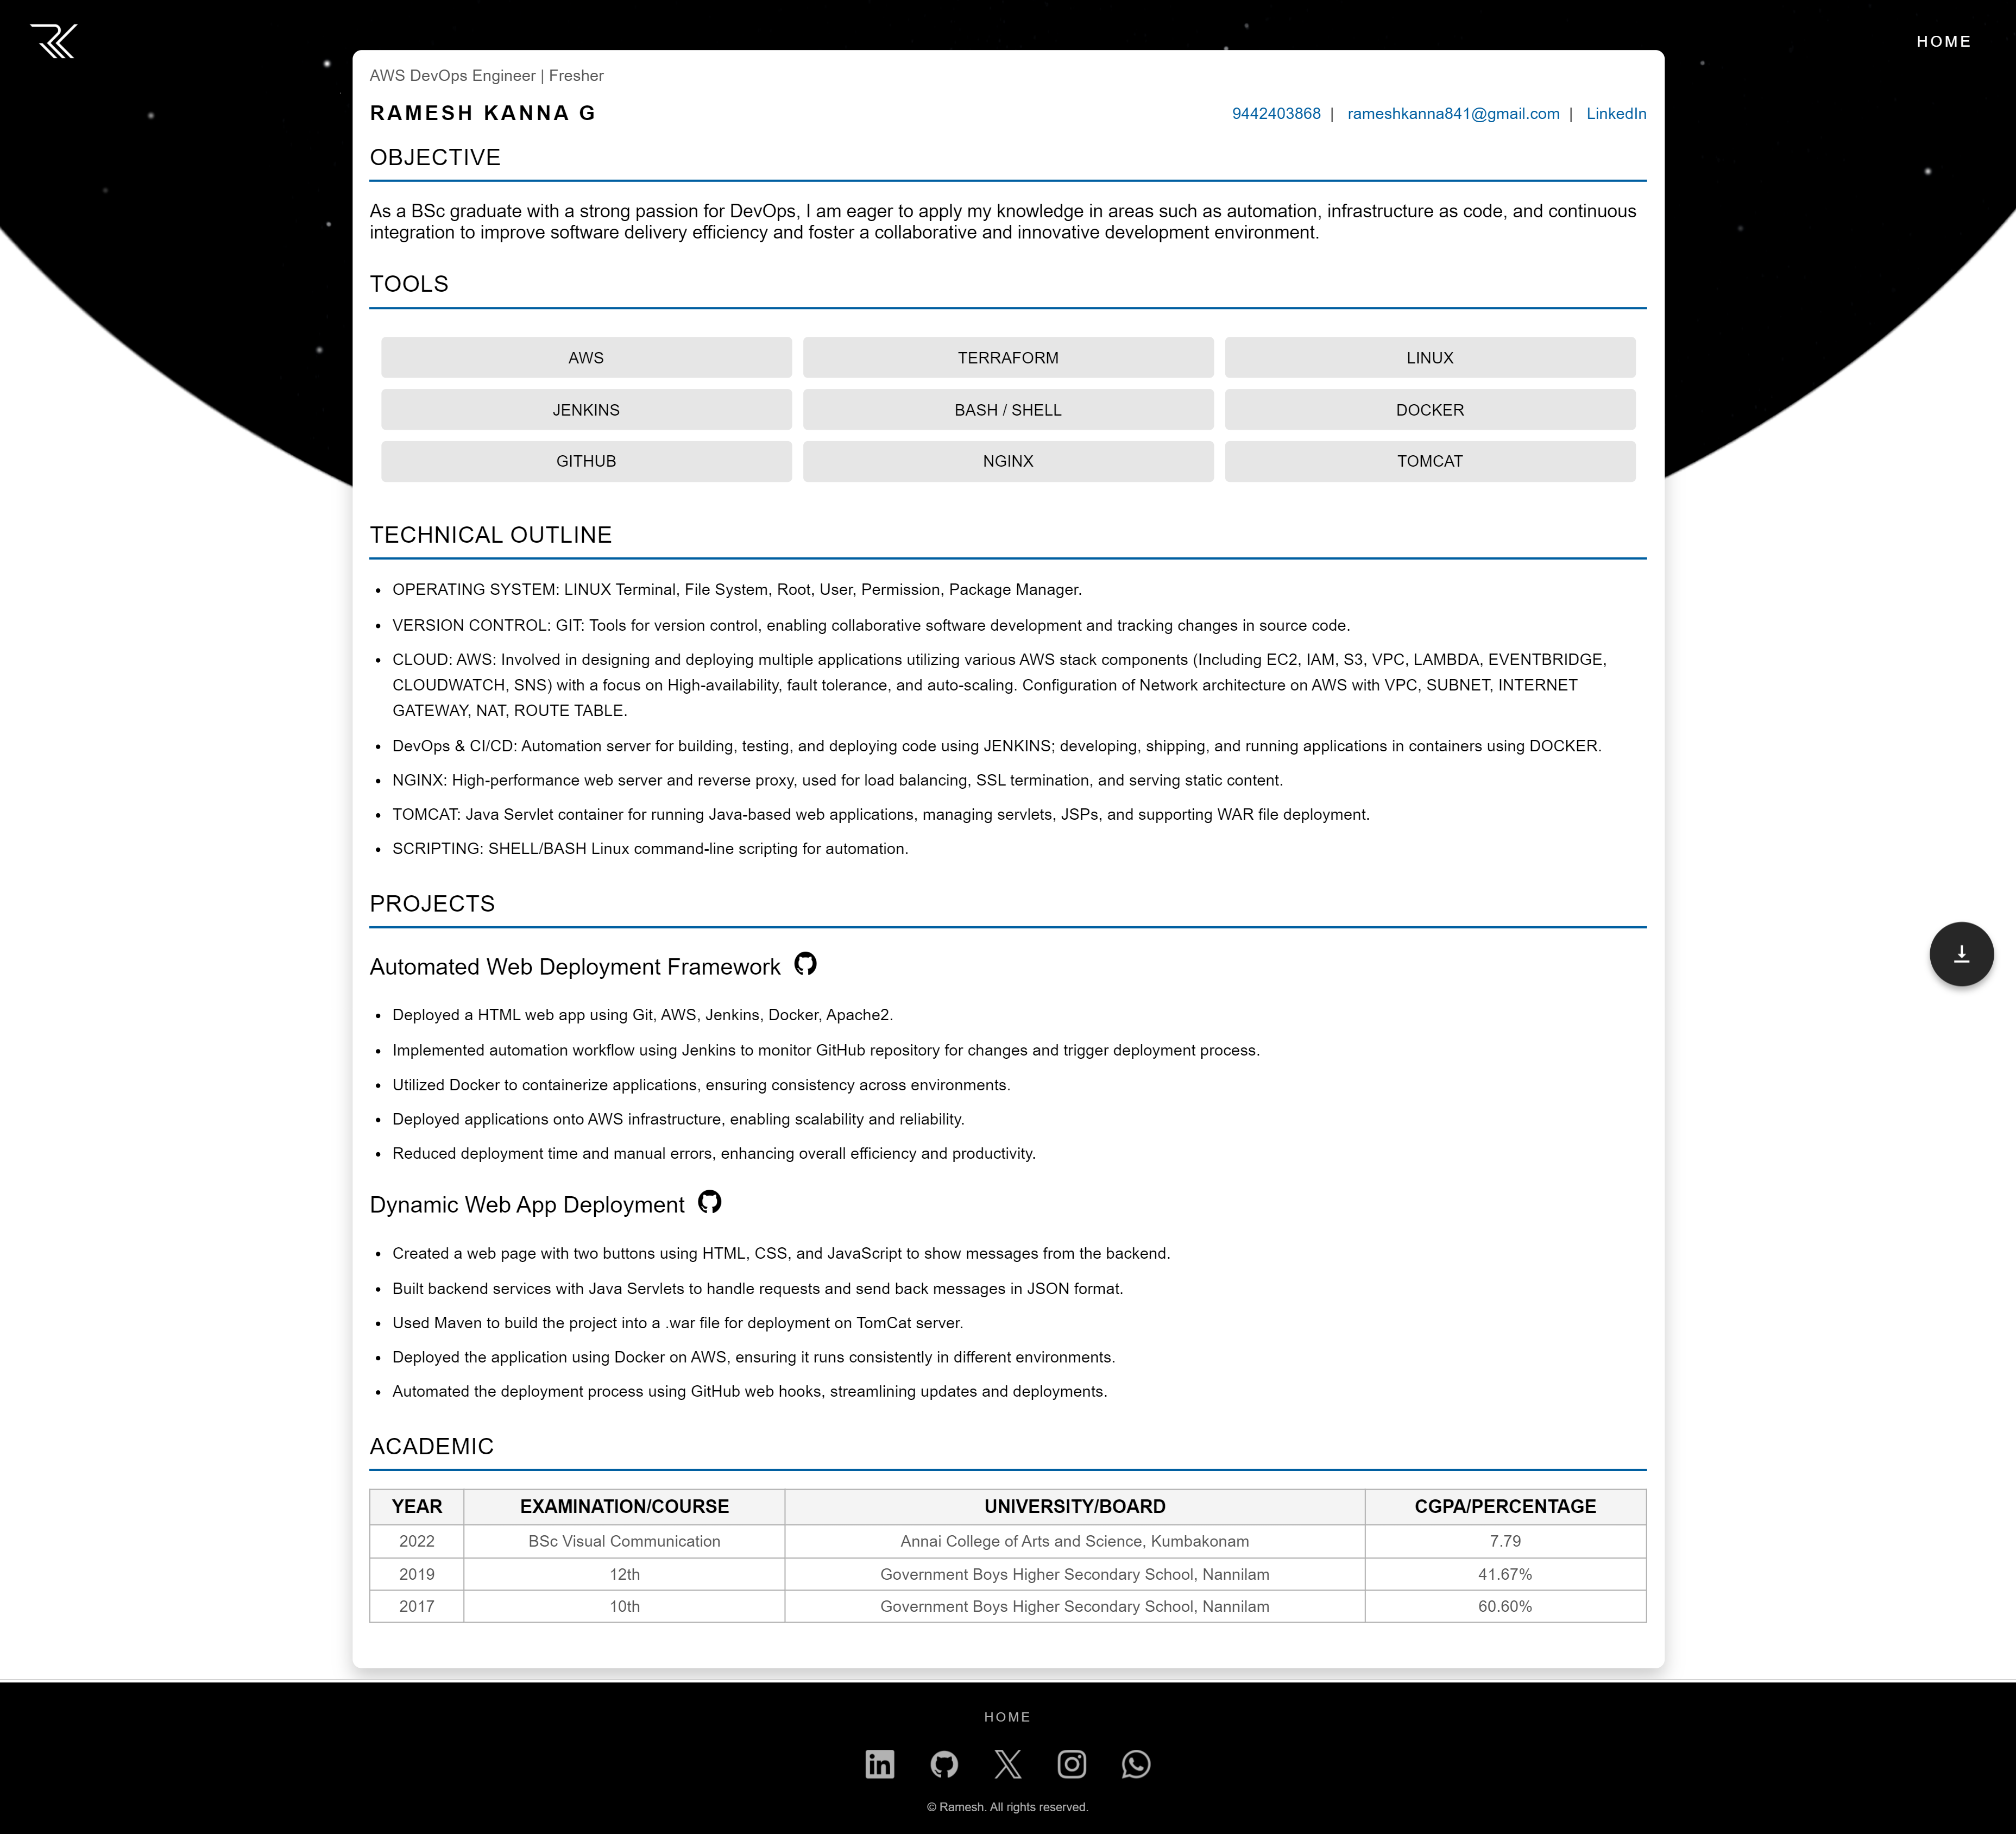 HOME
AWS DevOps Engineer | Fresher
RAMESH KANNA G
9442403868 | rameshkanna841@gmail.com | LinkedIn
OBJECTIVE
As a BSc graduate with a strong passion for DevOps, I am eager to apply my knowledge in areas such as automation, infrastructure as code, and continuous
integration to improve software delivery efficiency and foster a collaborative and innovative development environment.
TOOLS
AWS TERRAFORM LINUX
JENKINS BASH / SHELL DOCKER
GITHUB NGINX TOMCAT
TECHNICAL OUTLINE
• OPERATING SYSTEM: LINUX Terminal, File System, Root, User, Permission, Package Manager.
• VERSION CONTROL: GIT: Tools for version control, enabling collaborative software development and tracking changes in source code.
• CLOUD: AWS: Involved in designing and deploying multiple applications utilizing various AWS stack components (Including EC2, IAM, S3, VPC, LAMBDA, EVENTBRIDGE,
CLOUDWATCH, SNS) with a focus on High-availability, fault tolerance, and auto-scaling. Configuration of Network architecture on AWS with VPC, SUBNET, INTERNET
GATEWAY, NAT, ROUTE TABLE.
• DevOps & CI/CD: Automation server for building, testing, and deploying code using JENKINS; developing, shipping, and running applications in containers using DOCKER.
• NGINX: High-performance web server and reverse proxy, used for load balancing, SSL termination, and serving static content.
• TOMCAT: Java Servlet container for running Java-based web applications, managing servlets, JSPs, and supporting WAR file deployment.
• SCRIPTING: SHELL/BASH Linux command-line scripting for automation.
PROJECTS
Automated Web Deployment Framework
• Deployed a HTML web app using Git, AWS, Jenkins, Docker, Apache2.
• Implemented automation workflow using Jenkins to monitor GitHub repository for changes and trigger deployment process.
• Utilized Docker to containerize applications, ensuring consistency across environments.
• Deployed applications onto AWS infrastructure, enabling scalability and reliability.
• Reduced deployment time and manual errors, enhancing overall efficiency and productivity.
Dynamic Web App Deployment
• Created a web page with two buttons using HTML, CSS, and JavaScript to show messages from the backend.
• Built backend services with Java Servlets to handle requests and send back messages in JSON format.
• Used Maven to build the project into a .war file for deployment on TomCat server.
• Deployed the application using Docker on AWS, ensuring it runs consistently in different environments.
• Automated the deployment process using GitHub web hooks, streamlining updates and deployments.
ACADEMIC
YEAR EXAMINATION/COURSE UNIVERSITY/BOARD CGPA/PERCENTAGE
2022 BSc Visual Communication Annai College of Arts and Science, Kumbakonam 7.79
2019 12th Government Boys Higher Secondary School, Nannilam 41.67%
2017 10th Government Boys Higher Secondary School, Nannilam 60.60%
HOME
© Ramesh. All rights reserved.